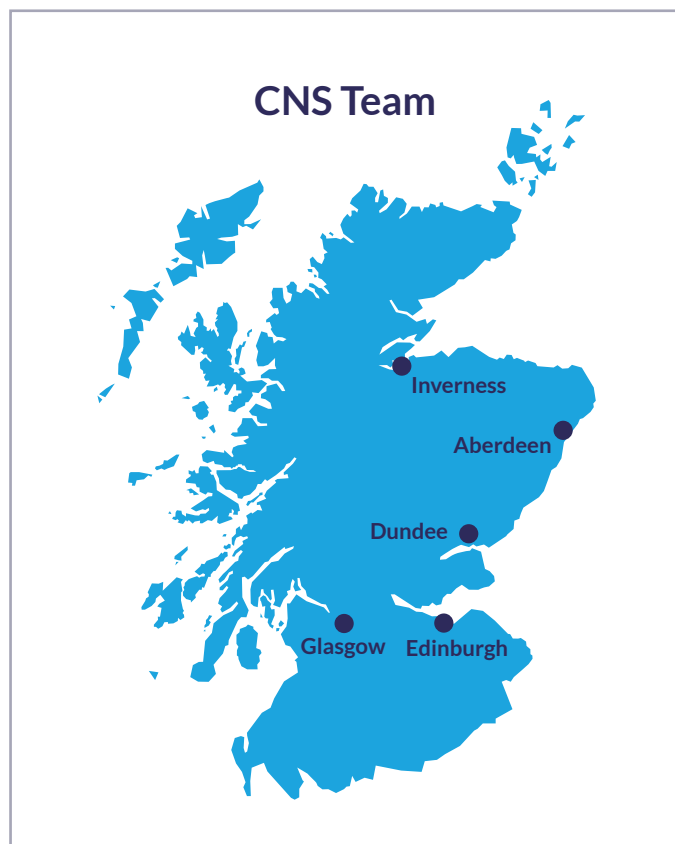 CNS Team
Inverness
Aberdeen
Dundee
Glasgow
Edinburgh